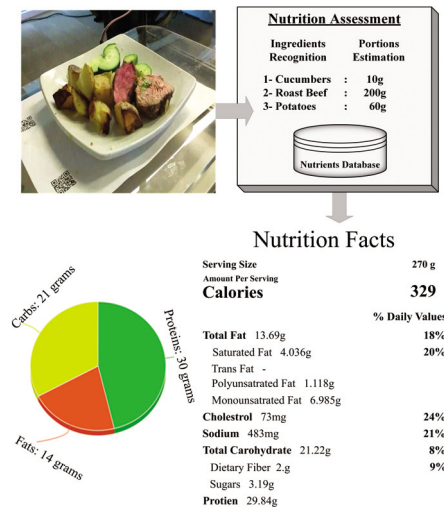 Nutrition Assessment
Ingredients Recognition
Portions Estimation
1- Cucumbers : 10g
2- Roast Beef : 200g
3- Potatoes : 60g
Nutrients Database
Nutrition Facts
Serving Size 270 g
Amount Per Serving
Calories 329
% Daily Values
Total Fat 13.69g 18%
Saturated Fat 4.036g 20%
Trans Fat -
Polyunsatrated Fat 1.118g
Monounsatrated Fat 6.985g
Cholestrol 73mg 24%
Sodium 483mg 21%
Total Carohydrate 21.22g 8%
Dietary Fiber 2.g 9%
Sugars 3.19g
Protien 29.84g
Carbs: 21 grams
Proteins: 30 grams
Fats: 14 grams